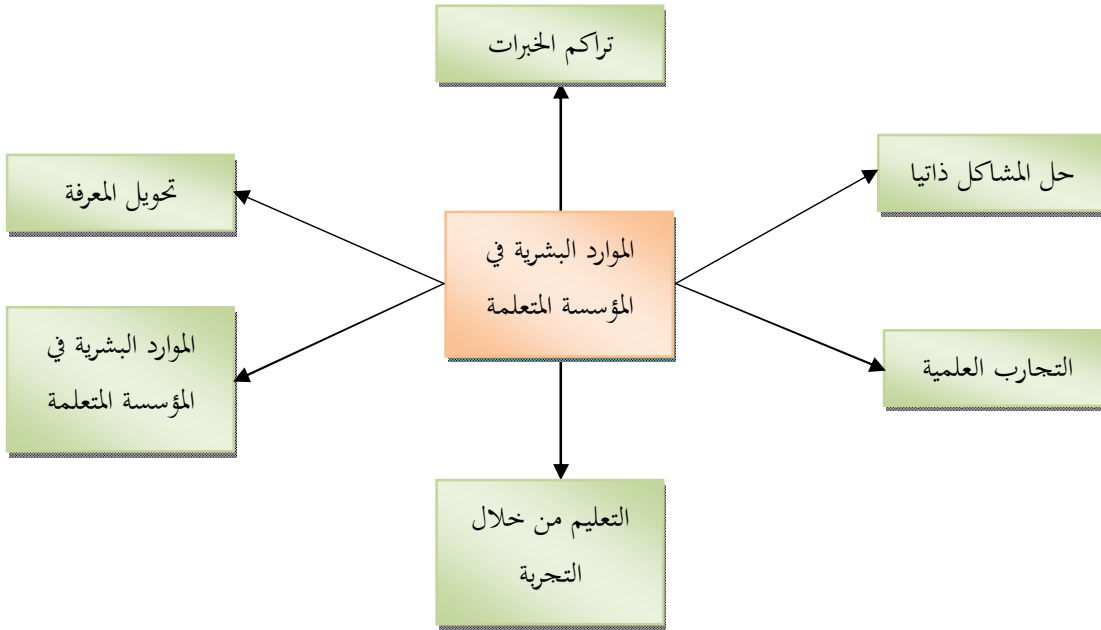 تراكم الخبرات
حل المشاكل ذاتيا
تحويل المعرفة
الموارد البشرية في
المؤسسة المتعلمة
التجارب العلمية
الموارد البشرية في
المؤسسة المتعلمة
التعليم من خلال
التجربة